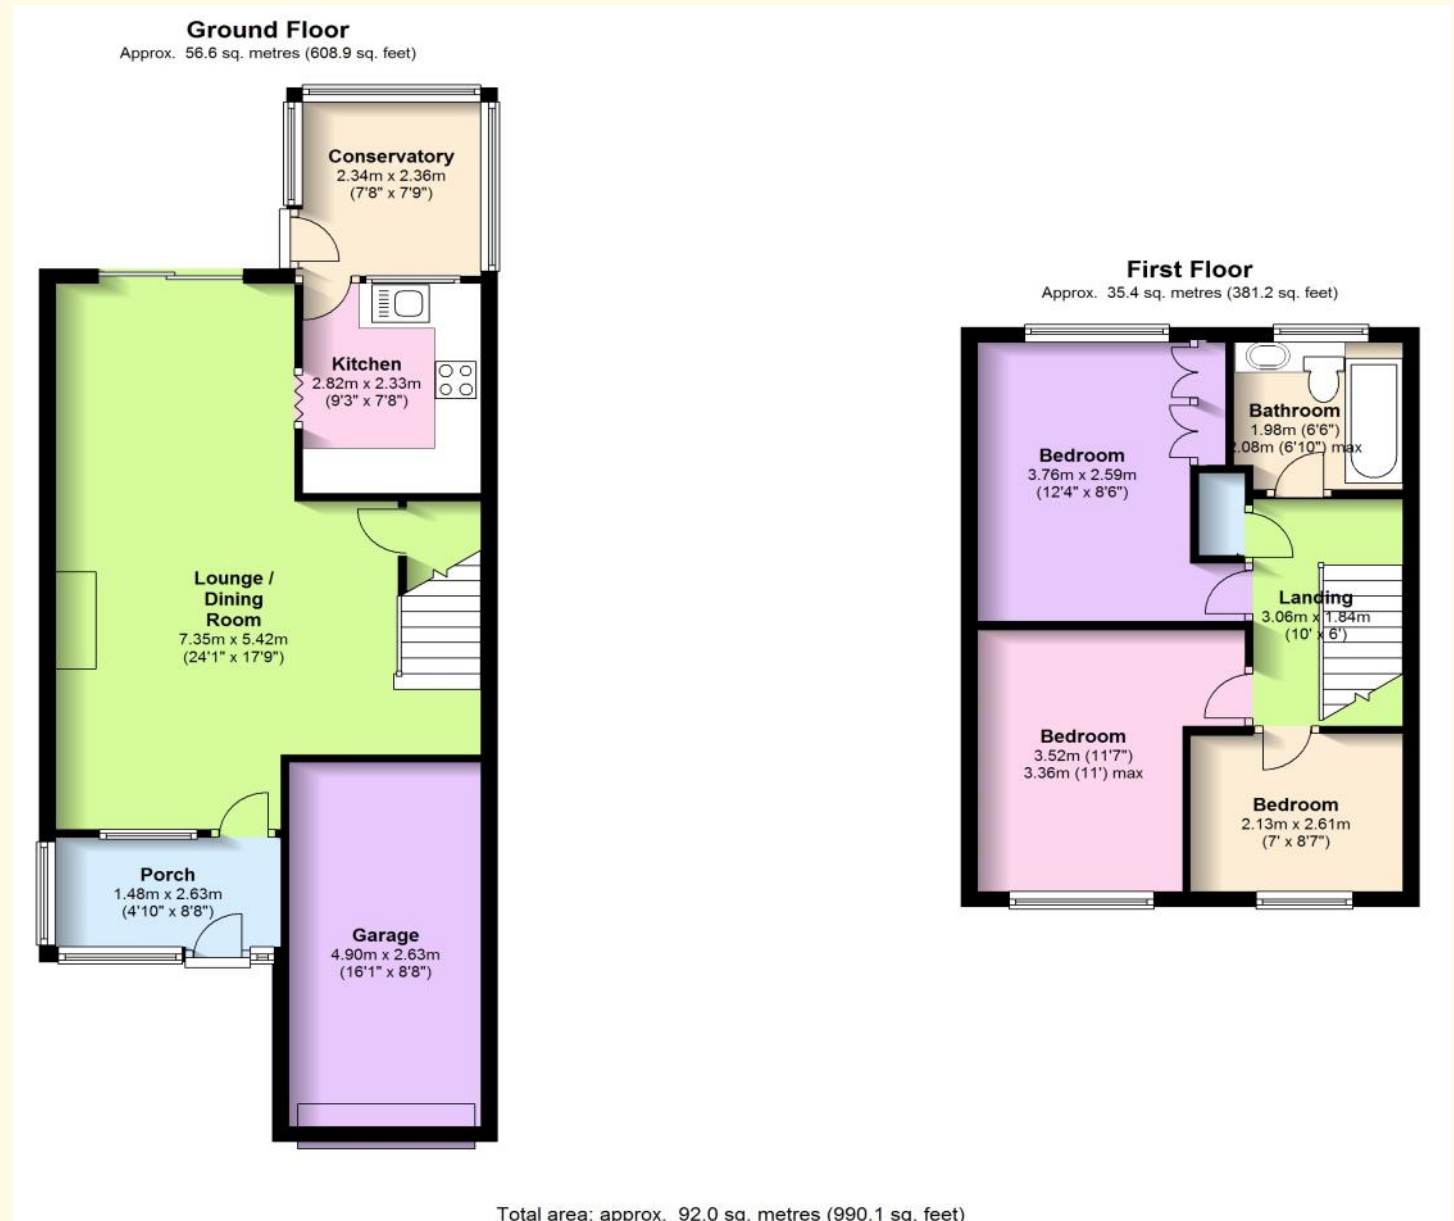 Ground Floor
Approx. 56.6 sq. metres (608.9 sq. feet)
Conservatory
2.34m x 2.36m
(7'8" x 7'9")
Kitchen
2.82m x 2.33m
(9'3" x 7'8")
Lounge /
Dining
Room
7.35m x 5.42m
(24'1" x 17'9")
Porch
1.48m x 2.63m
(4'10" x 8'8")
Garage
4.90m x 2.63m
(16'1" x 8'8")
First Floor
Approx. 35.4 sq. metres (381.2 sq. feet)
Bedroom
3.76m x 2.59m
(12'4" x 8'6")
Bathroom
1.98m (6'6")
2.08m (6'10") max
Landing
3.06m x 1.84m
(10' x 6')
Bedroom
3.52m (11'7")
3.36m (11') max
Bedroom
2.13m x 2.61m
(7' x 8'7")
Total area: approx. 92.0 sq. metres (990.1 sq. feet)